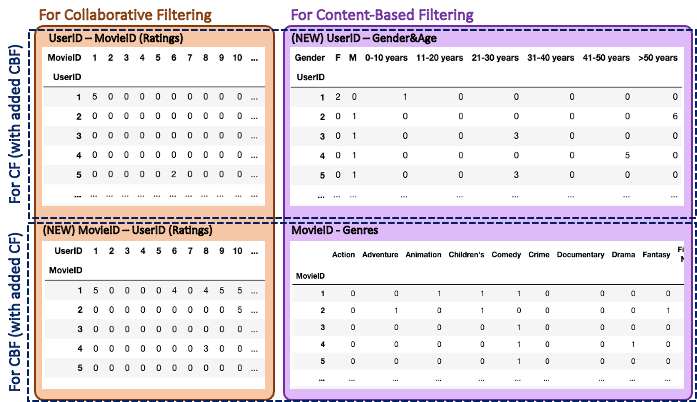 For Collaborative Filtering
For Content-Based Filtering
For CF (with added CBF)
UserID – MovieID (Ratings)
MovieID 1 2 3 4 5 6 7 8 9 10 ...
UserID
1 5 0 0 0 0 0 0 0 0 0 ...
2 0 0 0 0 0 0 0 0 0 0 ...
3 0 0 0 0 0 0 0 0 0 0 ...
4 0 0 0 0 0 0 0 0 0 0 ...
5 0 0 0 0 0 2 0 0 0 0 ...
... ... ... ... ... ... ... ... ... ... ... ...
(NEW) UserID – Gender&Age
Gender F M 0-10 years 11-20 years 21-30 years 31-40 years 41-50 years >50 years
UserID
1 2 0 1 0 0 0 0 0
2 0 1 0 0 0 0 0 6
3 0 1 0 0 3 0 0 0
4 0 1 0 0 0 0 5 0
5 0 1 0 0 3 0 0 0
... ... ... ... ... ... ... ... ...
For CBF (with added CF)
(NEW) MovieID – UserID (Ratings)
UserID 1 2 3 4 5 6 7 8 9 10 ...
MovieID
1 5 0 0 0 0 4 0 4 5 5 ...
2 0 0 0 0 0 0 0 0 0 5 ...
3 0 0 0 0 0 0 0 0 0 0 ...
4 0 0 0 0 0 0 0 3 0 0 ...
5 0 0 0 0 0 0 0 0 0 0 ...
MovieID - Genres
Action Adventure Animation Children's Comedy Crime Documentary Drama Fantasy
MovieID
1 0 0 1 1 1 0 0 0 0
2 0 1 0 1 0 0 0 0 1
3 0 0 0 0 1 0 0 0 0
4 0 0 0 0 1 0 0 1 0
5 0 0 0 0 1 0 0 0 0
... ... ... ... ... ... ... ... ... ...